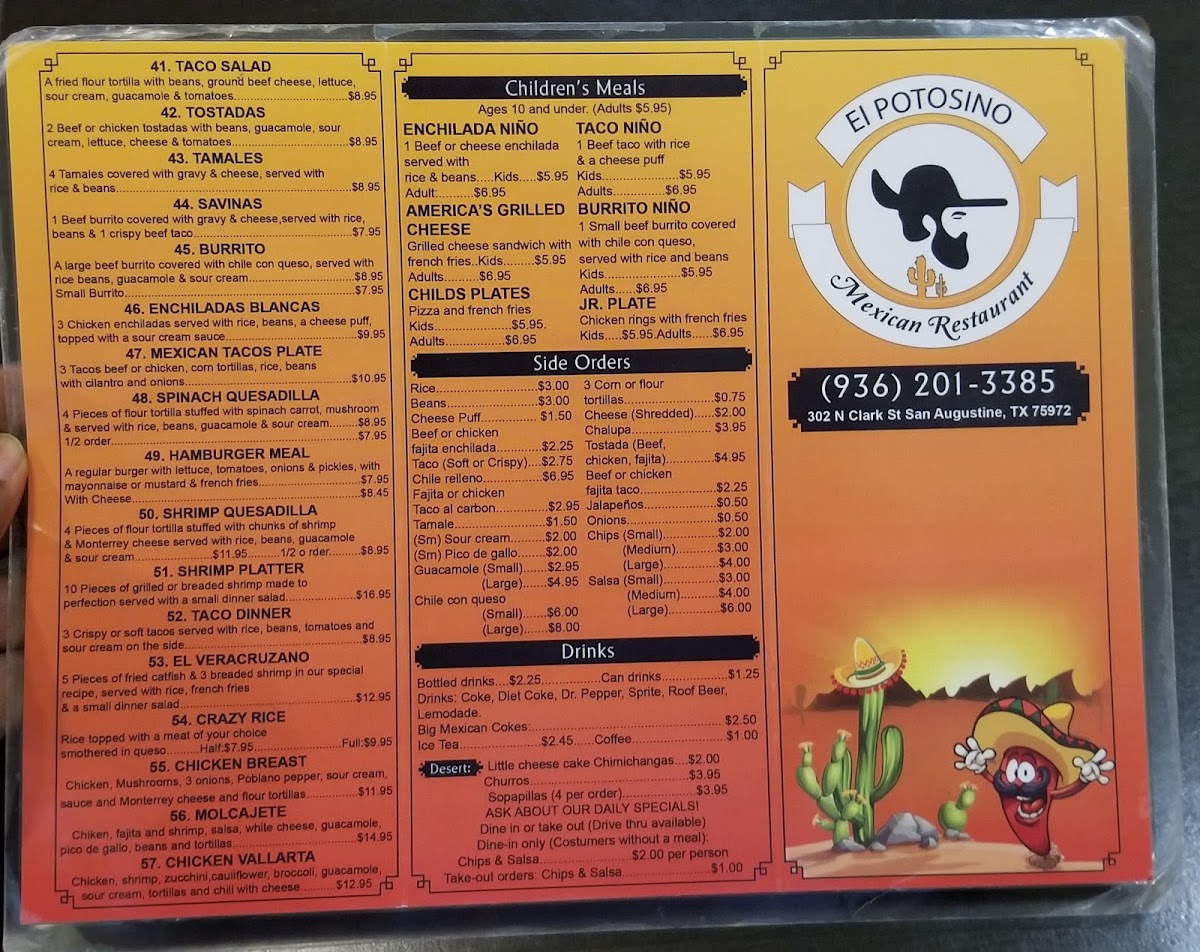 41. TACO SALAD
A fried flour tortilla with beans, ground beef cheese, lettuce,
sour cream, guacamole & tomatoes..................................$8.95
42. TOSTADAS
2 Beef or chicken tostadas with beans, guacamole, sour
cream, lettuce, cheese & tomatoes...................................$8.95
43. TAMALES
4 Tamales covered with gravy & cheese, served with
rice & beans......................................................................$8.95
44. SAVINAS
1 Beef burrito covered with gravy & cheese,served with rice,
beans & 1 crispy beef taco...............................................$7.95
45. BURRITO
A large beef burrito covered with chile con queso, served with
rice beans, guacamole & sour cream................................$8.95
Small Burrito......................................................................$7.95
46. ENCHILADAS BLANCAS
3 Chicken enchiladas served with rice, beans, a cheese puff,
topped with a sour cream sauce.......................................$9.95
47. MEXICAN TACOS PLATE
3 Tacos beef or chicken, corn tortillas, rice, beans
with cilantro and onions..................................................$10.95
48. SPINACH QUESADILLA
4 Pieces of flour tortilla stuffed with spinach carrot, mushroom
& served with rice, beans, guacamole & sour cream.........$8.95
1/2 order...........................................................................$7.95
49. HAMBURGER MEAL
A regular burger with lettuce, tomatoes, onions & pickles, with
mayonnaise or mustard & french fries...............................$7.95
With Cheese.....................................................................$8.45
50. SHRIMP QUESADILLA
4 Pieces of flour tortilla stuffed with chunks of shrimp
& Monterrey cheese served with rice, beans, guacamole
& sour cream.......................$11.95..........1/2 o rder.........$8.95
51. SHRIMP PLATTER
10 Pieces of grilled or breaded shrimp made to
perfection served with a small dinner salad.....................$16.95
52. TACO DINNER
3 Crispy or soft tacos served with rice, beans, tomatoes and
sour cream on the side.....................................................$8.95
53. EL VERACRUZANO
5 Pieces of fried catfish & 3 breaded shrimp in our special
recipe, served with rice, french fries
& a small dinner salad.....................................................$12.95
54. CRAZY RICE
Rice topped with a meat of your choice
smothered in queso..........Half:$7.95..........................Full:$9.95
55. CHICKEN BREAST
Chicken, Mushrooms, 3 onions, Poblano pepper, sour cream,
sauce and Monterrey cheese and flour tortillas...............$11.95
56. MOLCAJETE
Chiken, fajita and shrimp, salsa, white cheese, guacamole,
pico de gallo, beans and tortillas.....................................$14.95
57. CHICKEN VALLARTA
Chicken, shrimp, zucchini,cauliflower, broccoli, guacamole,
sour cream, tortillas and chili with cheese..........$12.95
Children's Meals
Ages 10 and under. (Adults $5.95)
ENCHILADA NIÑO
1 Beef or cheese enchilada
served with
rice & beans.....Kids.....$5.95
Adult:..........$6.95
AMERICA'S GRILLED
CHEESE
Grilled cheese sandwich with
french fries..Kids.........$5.95
Adults..........$6.95
CHILDS PLATES
Pizza and french fries
Kids.......................$5.95.
Adults.................$6.95
TACO NIÑO
1 Beef taco with rice
& a cheese puff
Kids.......................$5.95
Adults................$6.95
BURRITO NIÑO
1 Small beef burrito covered
with chile con queso,
served with rice and beans
Kids.......................$5.95
Adults......$6.95
JR. PLATE
Chicken rings with french fries
Kids....$5.95.Adults......$6.95
Side Orders
Rice..............................$3.00
Beans...........................$3.00
Cheese Puff.................$1.50
Beef or chicken
fajita enchilada............$2.25
Taco (Soft or Crispy)....$2.75
Chile relleno.................$6.95
Fajita or chicken
Taco al carbon...............$2.95
Tamale..........................$1.50
(Sm) Sour cream..........$2.00
(Sm) Pico de gallo........$2.00
Guacamole (Small).......$2.95
(Large)......$4.95
Chile con queso
(Small)......$6.00
(Large).......$8.00
3 Corn or flour
tortillas..........................$0.75
Cheese (Shredded).....$2.00
Chalupa.......................$3.95
Tostada (Beef,
chicken, fajita)..............$4.95
Beef or chicken
fajita taco......................$2.25
Jalapeños....................$0.50
Onions.........................$0.50
Chips (Small)...............$2.00
(Medium)............$3.00
(Large)...............$4.00
Salsa (Small)...............$3.00
(Medium)...........$4.00
(Large)..............$6.00
Drinks
Bottled drinks....$2.25.................Can drinks...................$1.25
Drinks: Coke, Diet Coke, Dr. Pepper, Sprite, Roof Beer,
Lemodade.
Big Mexican Cokes:........................................................$2.50
Ice Tea.....................$2.45.....Coffee............................$1.00
Desert:
Little cheese cake Chimichangas....$2.00
Churros.......................................$3.95
Sopapillas (4 per order)...................$3.95
ASK ABOUT OUR DAILY SPECIALS!
Dine in or take out (Drive thru available)
Dine-in only (Costumers without a meal):
Chips & Salsa.......................$2.00 per person
Take-out orders: Chips & Salsa......................$1.00
El POTOSINO
Mexican Restaurant
(936) 201-3385
302 N Clark St San Augustine, TX 75972